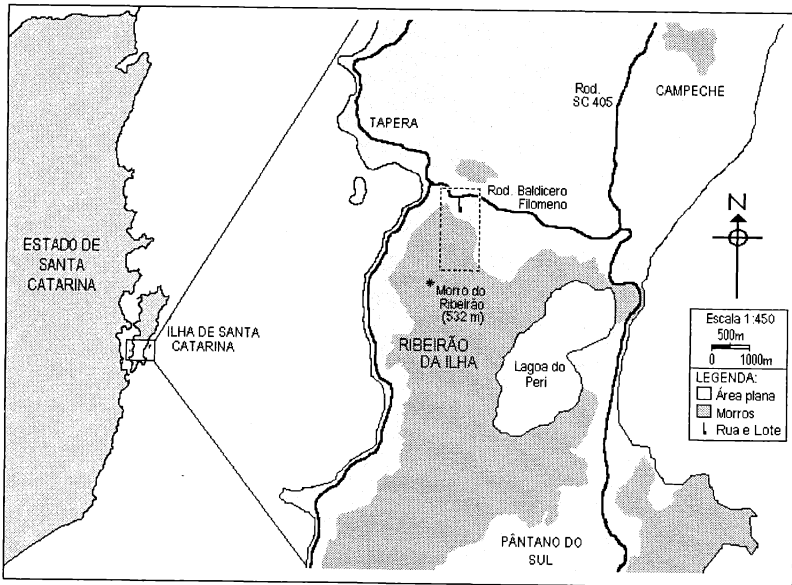 ESTADO DE
SANTA
CATARINA
ILHA DE SANTA
CATARINA
TAPERA
Rod.
SC 405
CAMPECHE
Rod. Baldicero
Filomeno
N
Morro do
Ribeirão
(532 m)
RIBEIRÃO
DA ILHA
Lagoa do
Peri
PÂNTANO DO
SUL
Escala 1:450
500m
0 1000m
LEGENDA:
Área plana
Morros
Rua e Lote